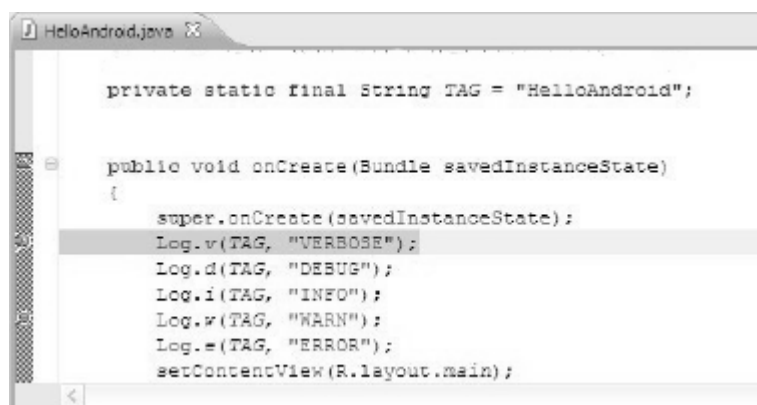 HelloAndroid.java
private static final String TAG = "HelloAndroid";
public void onCreate(Bundle savedInstanceState)
{
super.onCreate(savedInstanceState);
Log.v(TAG, "VERBOSE");
Log.d(TAG, "DEBUG");
Log.i(TAG, "INFO");
Log.w(TAG, "WARN");
Log.e(TAG, "ERROR");
setContentView(R.layout.main);